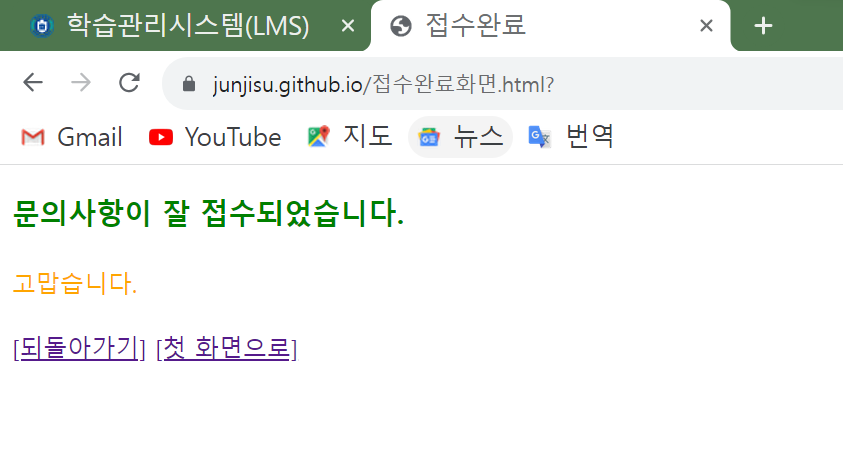 학습관리시스템(LMS)
접수완료
junjisu.github.io/접수완료화면.html?
Gmail YouTube 지도 뉴스 번역
문의사항이 잘 접수되었습니다.
고맙습니다.
[되돌아가기] [첫 화면으로]